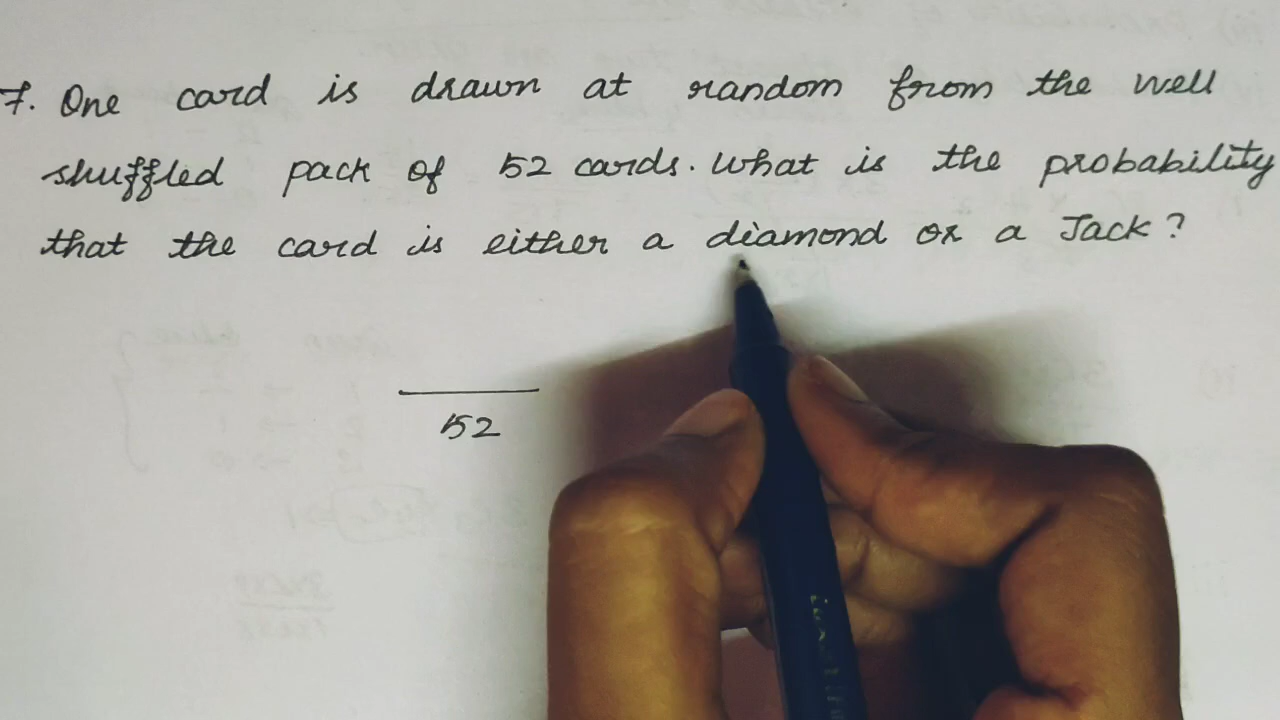 7. One card is drawn at random from the well
shuffled pack of 52 cards. What is the probability
that the card is either a diamond or a Jack?
52